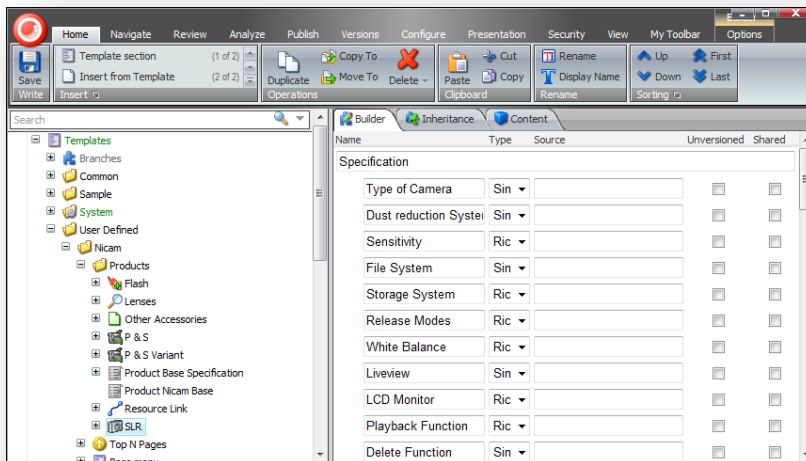 Home Navigate Review Analyze Publish Versions Configure Presentation Security View My Toolbar Options
Save
Write
Template section (1 of 2)
Insert from Template (2 of 2)
Insert
Duplicate
Copy To
Move To
Delete
Operations
Paste
Cut
Copy
Clipboard
Rename
Display Name
Rename
Up First
Down Last
Sorting
Search
Templates
Branches
Common
Sample
System
User Defined
Nicam
Products
Flash
Lenses
Other Accessories
P & S
P & S Variant
Product Base Specification
Product Nicam Base
Resource Link
SLR
Top N Pages
Builder Inheritance Content
Name Type Source Unversioned Shared
Specification
Type of Camera Sin
Dust reduction Syster Sin
Sensitivity Ric
File System Sin
Storage System Ric
Release Modes Ric
White Balance Ric
Liveview Sin
LCD Monitor Ric
Playback Function Ric
Delete Function Sin